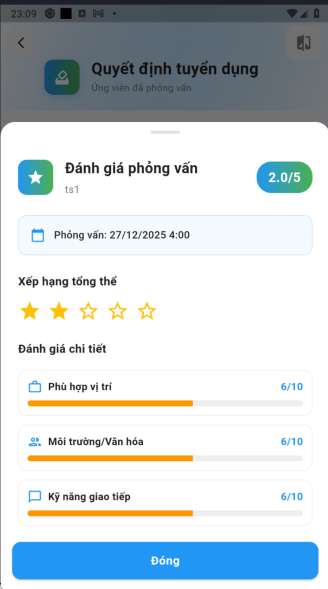 23:09
Quyết định tuyển dụng
Ứng viên đã phỏng vấn
Đánh giá phỏng vấn
ts1
2.0/5
Phỏng vấn: 27/12/2025 4:00
Xếp hạng tổng thể
Đánh giá chi tiết
Phù hợp vị trí
6/10
Môi trường/Văn hóa
6/10
Kỹ năng giao tiếp
6/10
Đóng